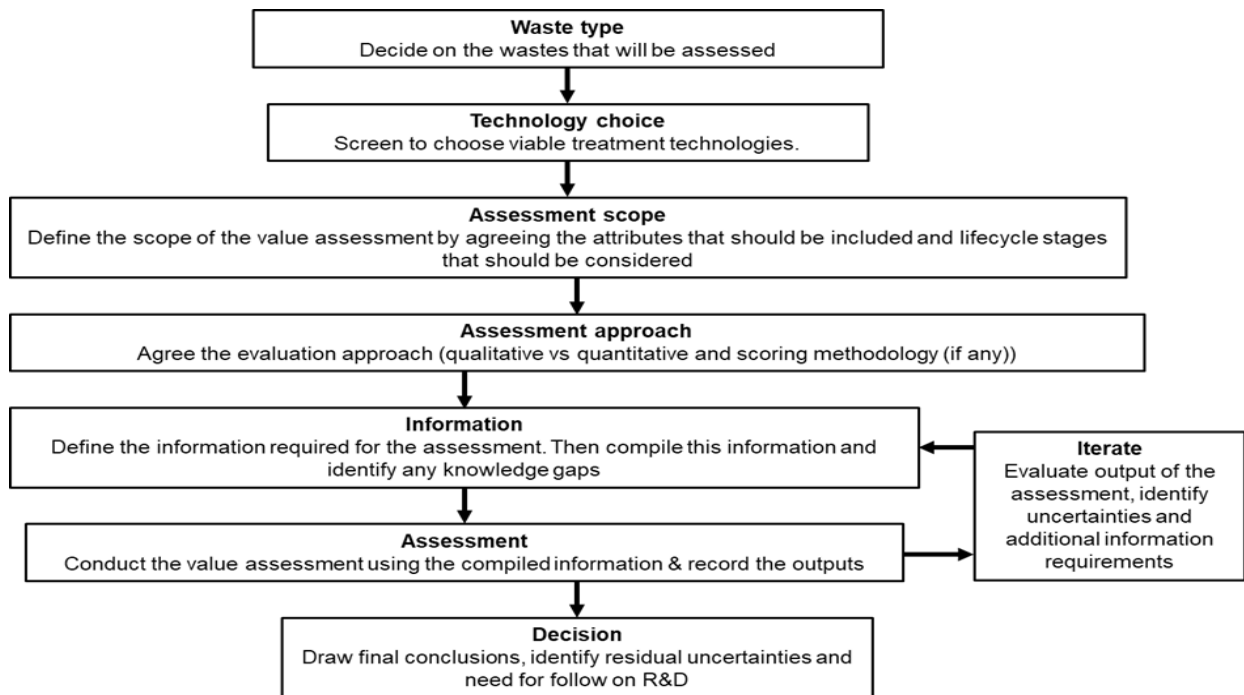 Waste type
Decide on the wastes that will be assessed
Technology choice
Screen to choose viable treatment technologies.
Assessment scope
Define the scope of the value assessment by agreeing the attributes that should be included and lifecycle stages
that should be considered
Assessment approach
Agree the evaluation approach (qualitative vs quantitative and scoring methodology (if any))
Information
Define the information required for the assessment. Then compile this information and
identify any knowledge gaps
Iterate
Evaluate output of the
assessment, identify
uncertainties and
additional information
requirements
Assessment
Conduct the value assessment using the compiled information & record the outputs
Decision
Draw final conclusions, identify residual uncertainties and
need for follow on R&D